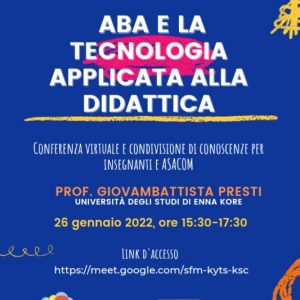 ABA E LA
TECNOLOGIA
APPLICATA ALLA
DIDATTICA
Conferenza virtuale e condivisione di conoscenze per
insegnanti e ASACOM
PROF. GIOVAMBATTISTA PRESTI
UNIVERSITÀ DEGLI STUDI DI ENNA KORE
26 gennaio 2022, ore 15:30-17:30
Link d'accesso
https://meet.google.com/sfm-kyts-ksc